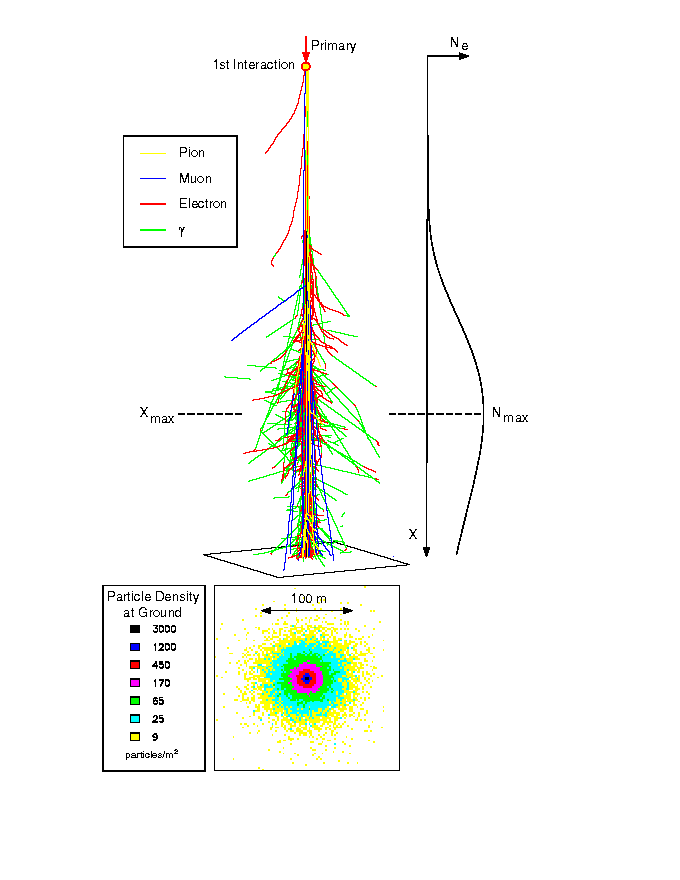 Primary
1st Interaction
Ne
Pion
Muon
Electron
γ
Xmax
Nmax
X
Particle Density
at Ground
3000
1200
450
170
65
25
9
particles/m²
100 m